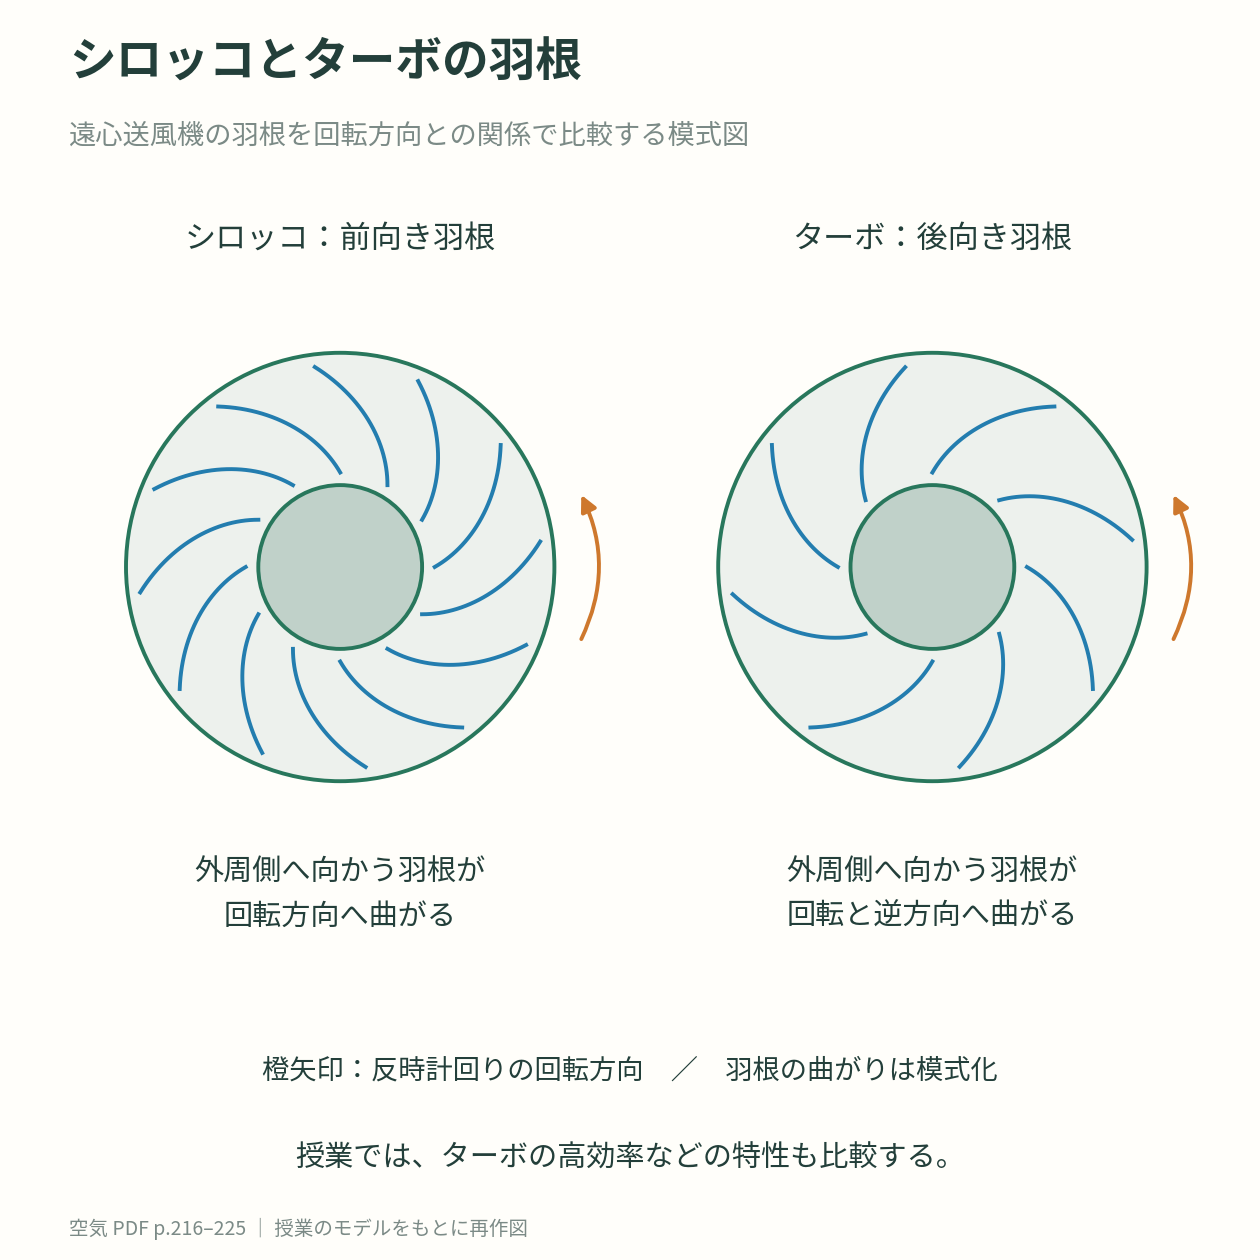 シロッコとターボの羽根
遠心送風機の羽根を回転方向との関係で比較する模式図
シロッコ：前向き羽根
ターボ：後向き羽根
外周側へ向かう羽根が
回転方向へ曲がる
外周側へ向かう羽根が
回転と逆方向へ曲がる
橙矢印：反時計回りの回転方向　／　羽根の曲がりは模式化
授業では、ターボの高効率などの特性も比較する。
空気 PDF p.216–225｜授業のモデルをもとに再作図